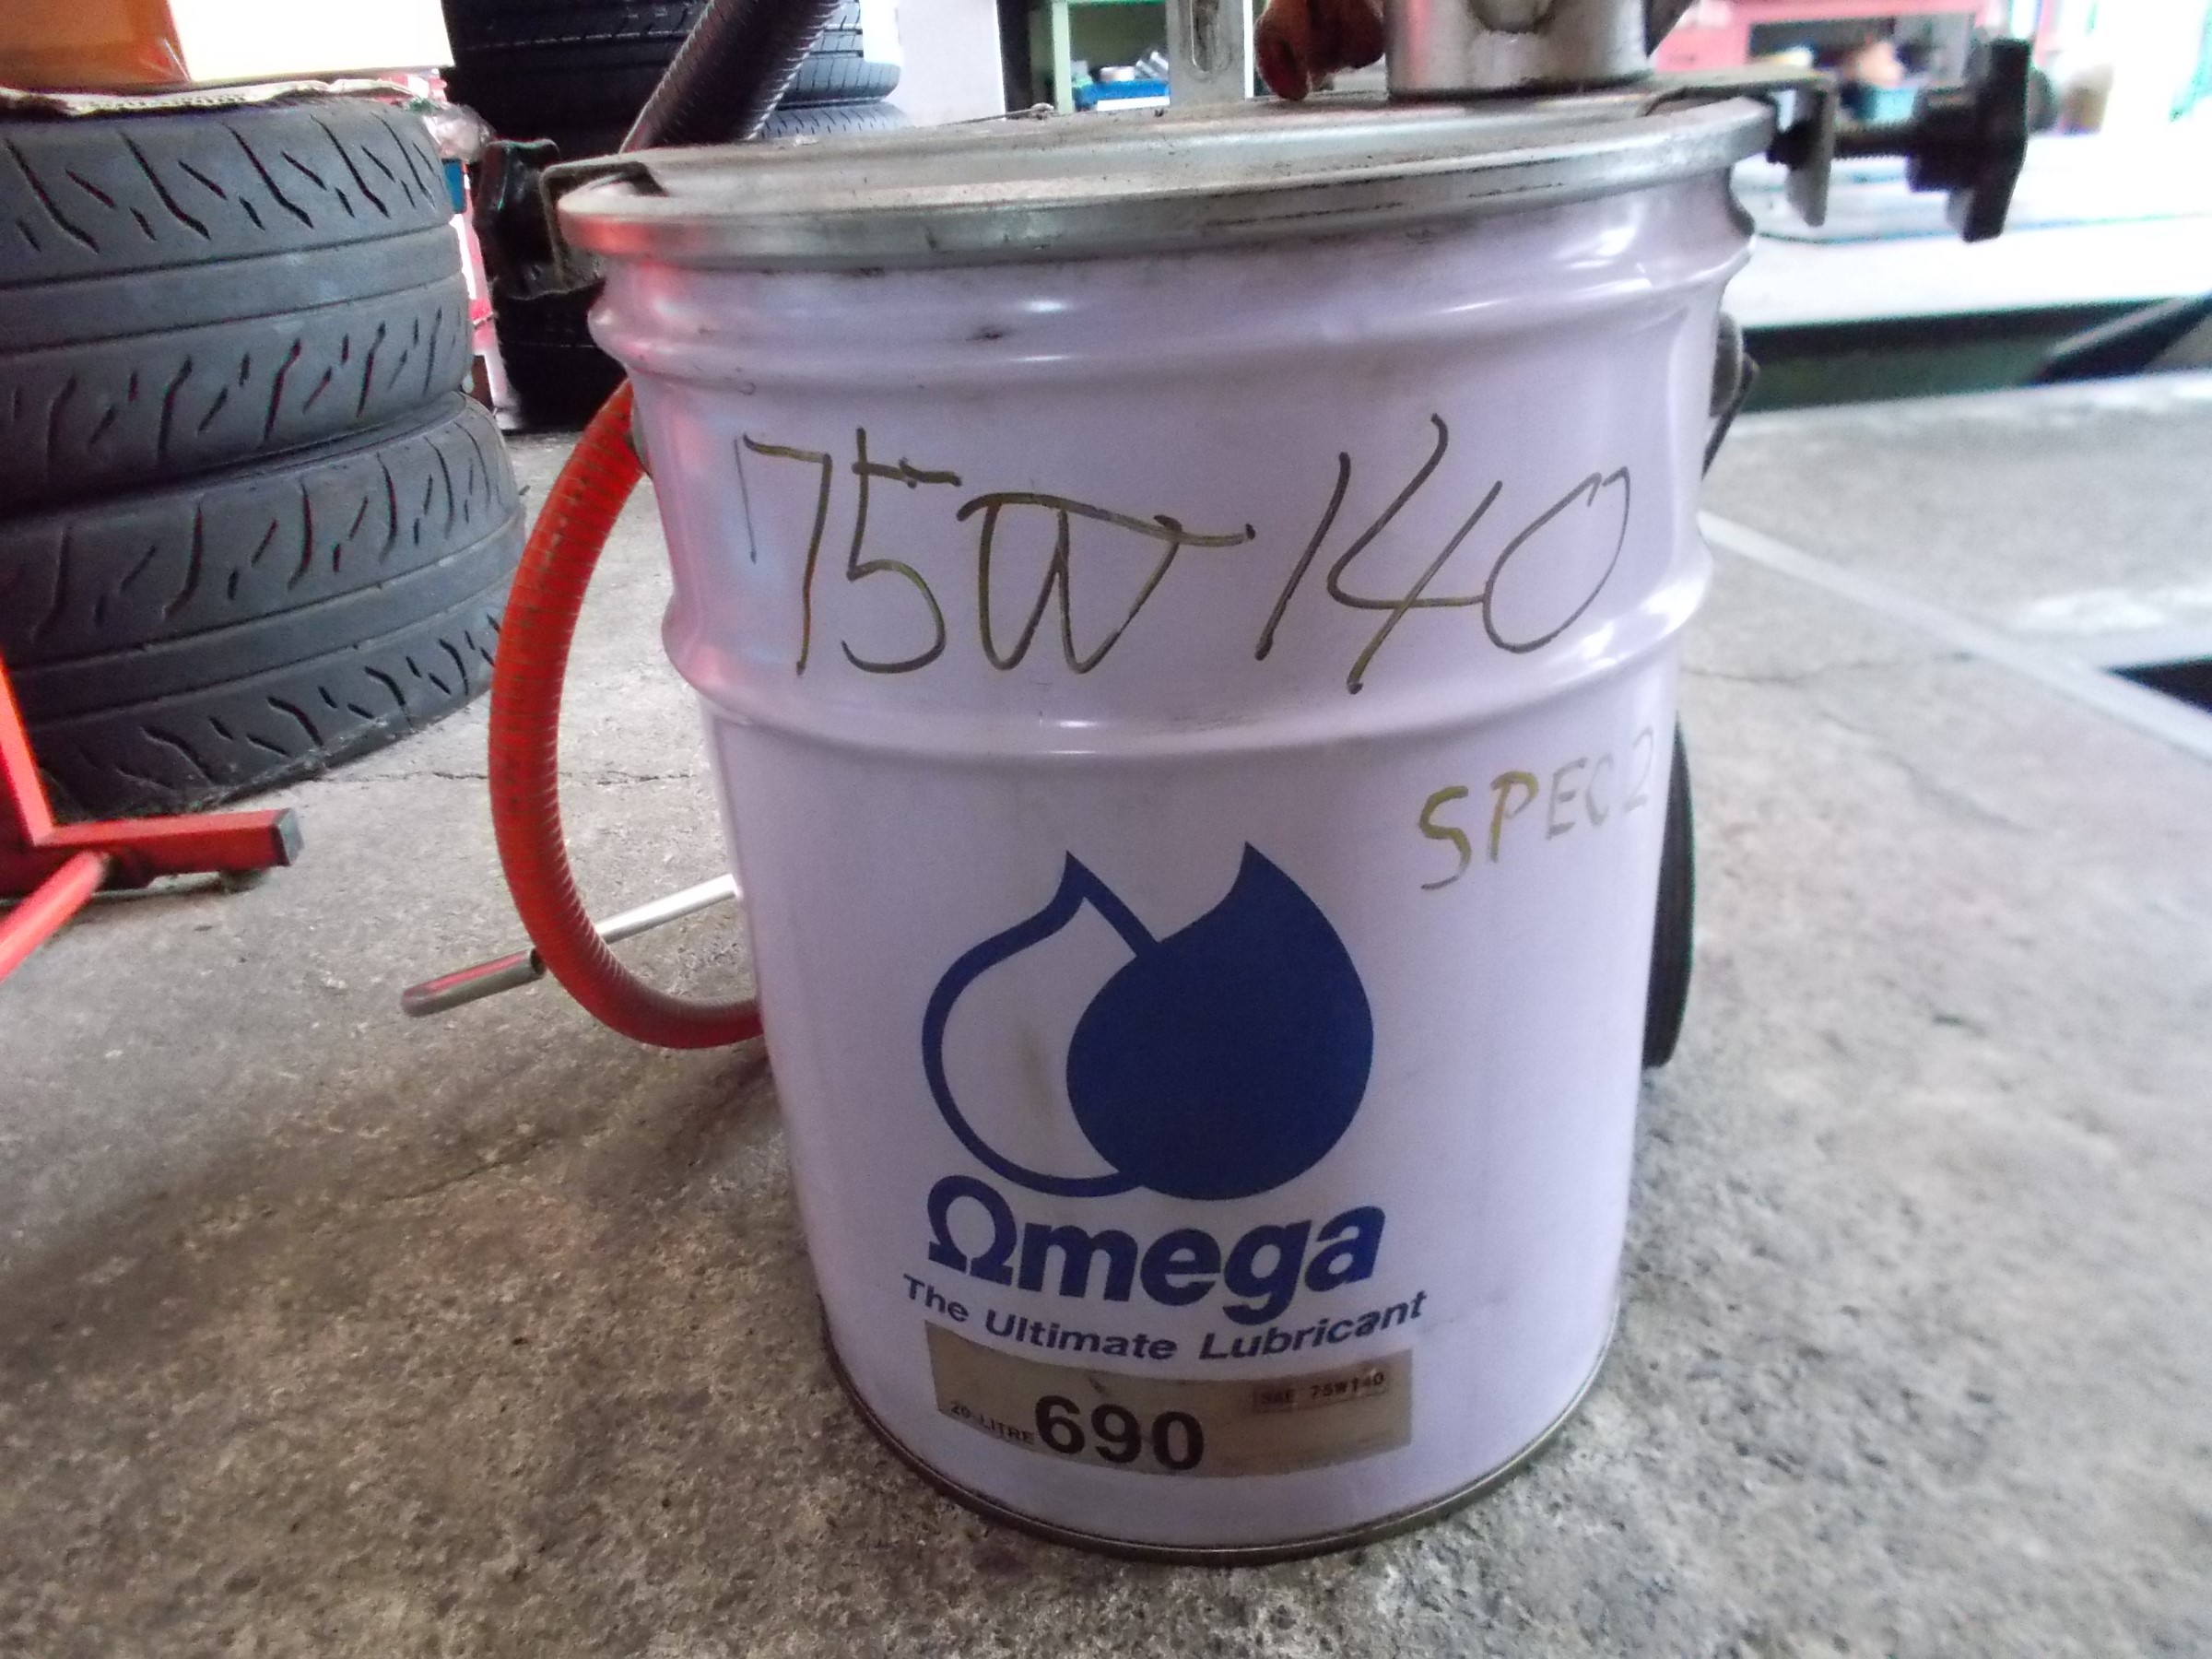 75W140
SPEC2
Ωmega
The Ultimate Lubricant
20-LITRE 690 SAE 75W140